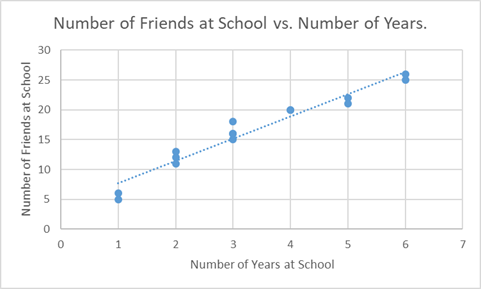 Number of Friends at School vs. Number of Years.
Number of Friends at School
30
25
20
15
10
5
0
0 1 2 3 4 5 6 7
Number of Years at School